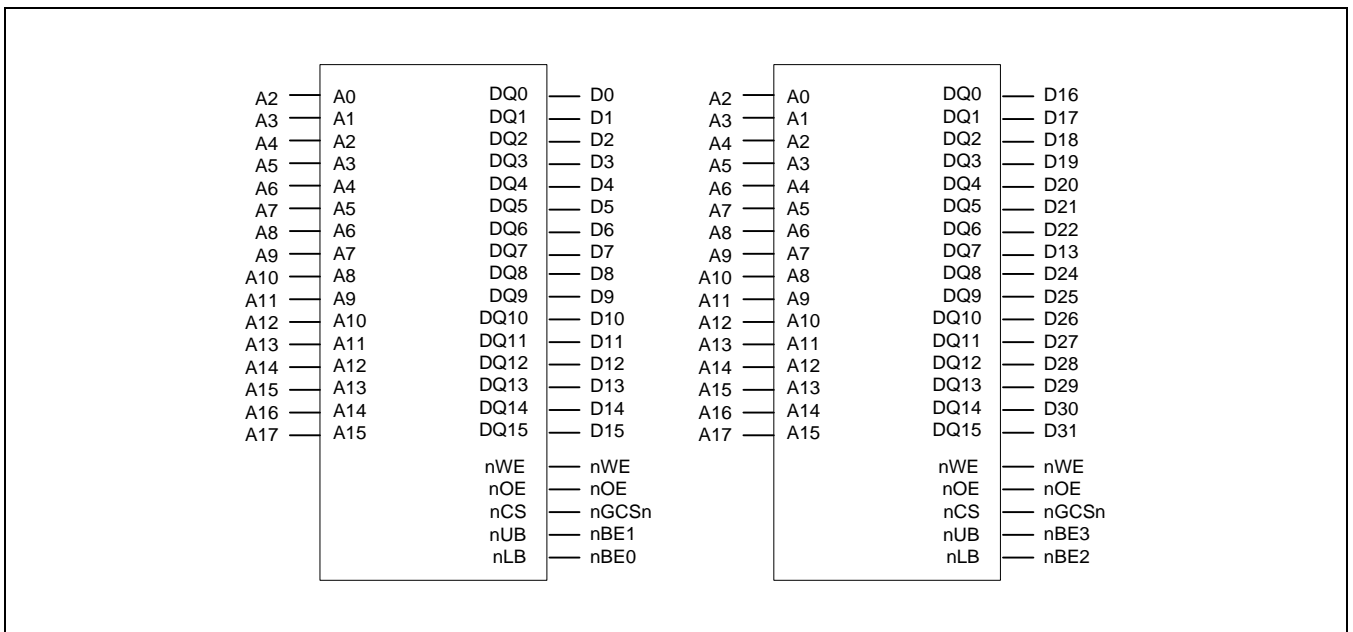 A2 A0 DQ0 D0 A2 A0 DQ0 D16
A3 A1 DQ1 D1 A3 A1 DQ1 D17
A4 A2 DQ2 D2 A4 A2 DQ2 D18
A5 A3 DQ3 D3 A5 A3 DQ3 D19
A6 A4 DQ4 D4 A6 A4 DQ4 D20
A7 A5 DQ5 D5 A7 A5 DQ5 D21
A8 A6 DQ6 D6 A8 A6 DQ6 D22
A9 A7 DQ7 D7 A9 A7 DQ7 D13
A10 A8 DQ8 D8 A10 A8 DQ8 D24
A11 A9 DQ9 D9 A11 A9 DQ9 D25
A12 A10 DQ10 D10 A12 A10 DQ10 D26
A13 A11 DQ11 D11 A13 A11 DQ11 D27
A14 A12 DQ12 D12 A14 A12 DQ12 D28
A15 A13 DQ13 D13 A15 A13 DQ13 D29
A16 A14 DQ14 D14 A16 A14 DQ14 D30
A17 A15 DQ15 D15 A17 A15 DQ15 D31
nWE nWE nWE nWE
nOE nOE nOE nOE
nCS nGCSn nCS nGCSn
nUB nBE1 nUB nBE3
nLB nBE0 nLB nBE2